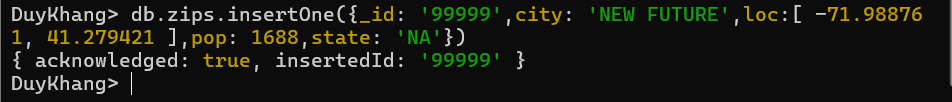 DuyKhang> db.zips.insertOne({_id: '99999',city: 'NEW FUTURE',loc:[ -71.98876
1, 41.279421 ],pop: 1688,state: 'NA'})
{ acknowledged: true, insertedId: '99999' }
DuyKhang>